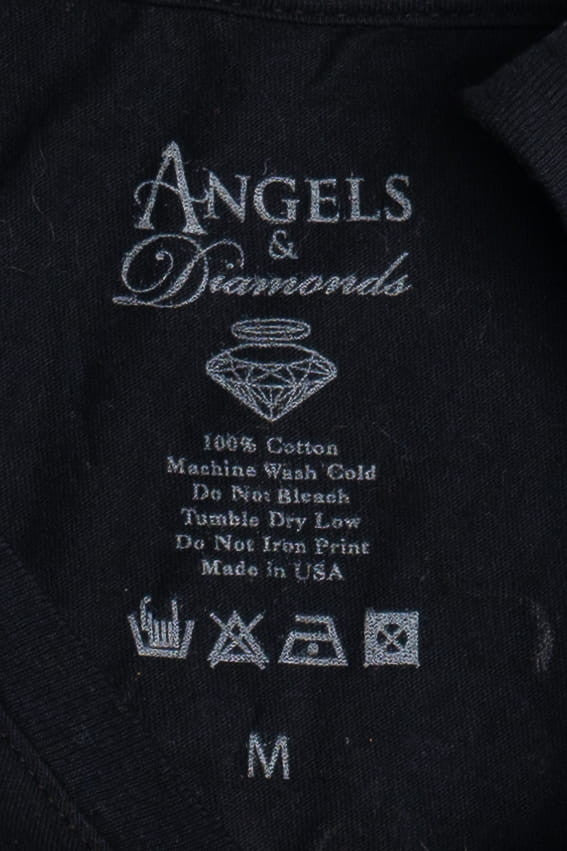 ANGELS
&
Diamonds
100% Cotton
Machine Wash Cold
Do Not Bleach
Tumble Dry Low
Do Not Iron Print
Made in USA
M